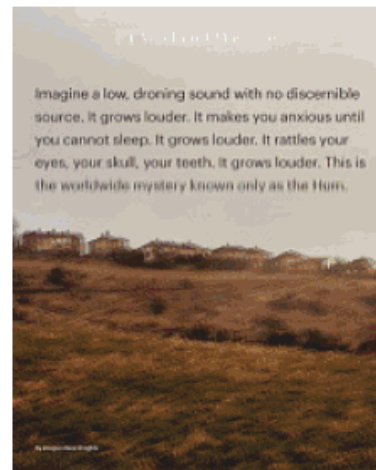 Imagine a low, droning sound with no discernible
source. It grows louder. It makes you anxious until
you cannot sleep. It grows louder. It rattles your
eyes, your skull, your teeth. It grows louder. This is
the worldwide mystery known only as the Hum.
By